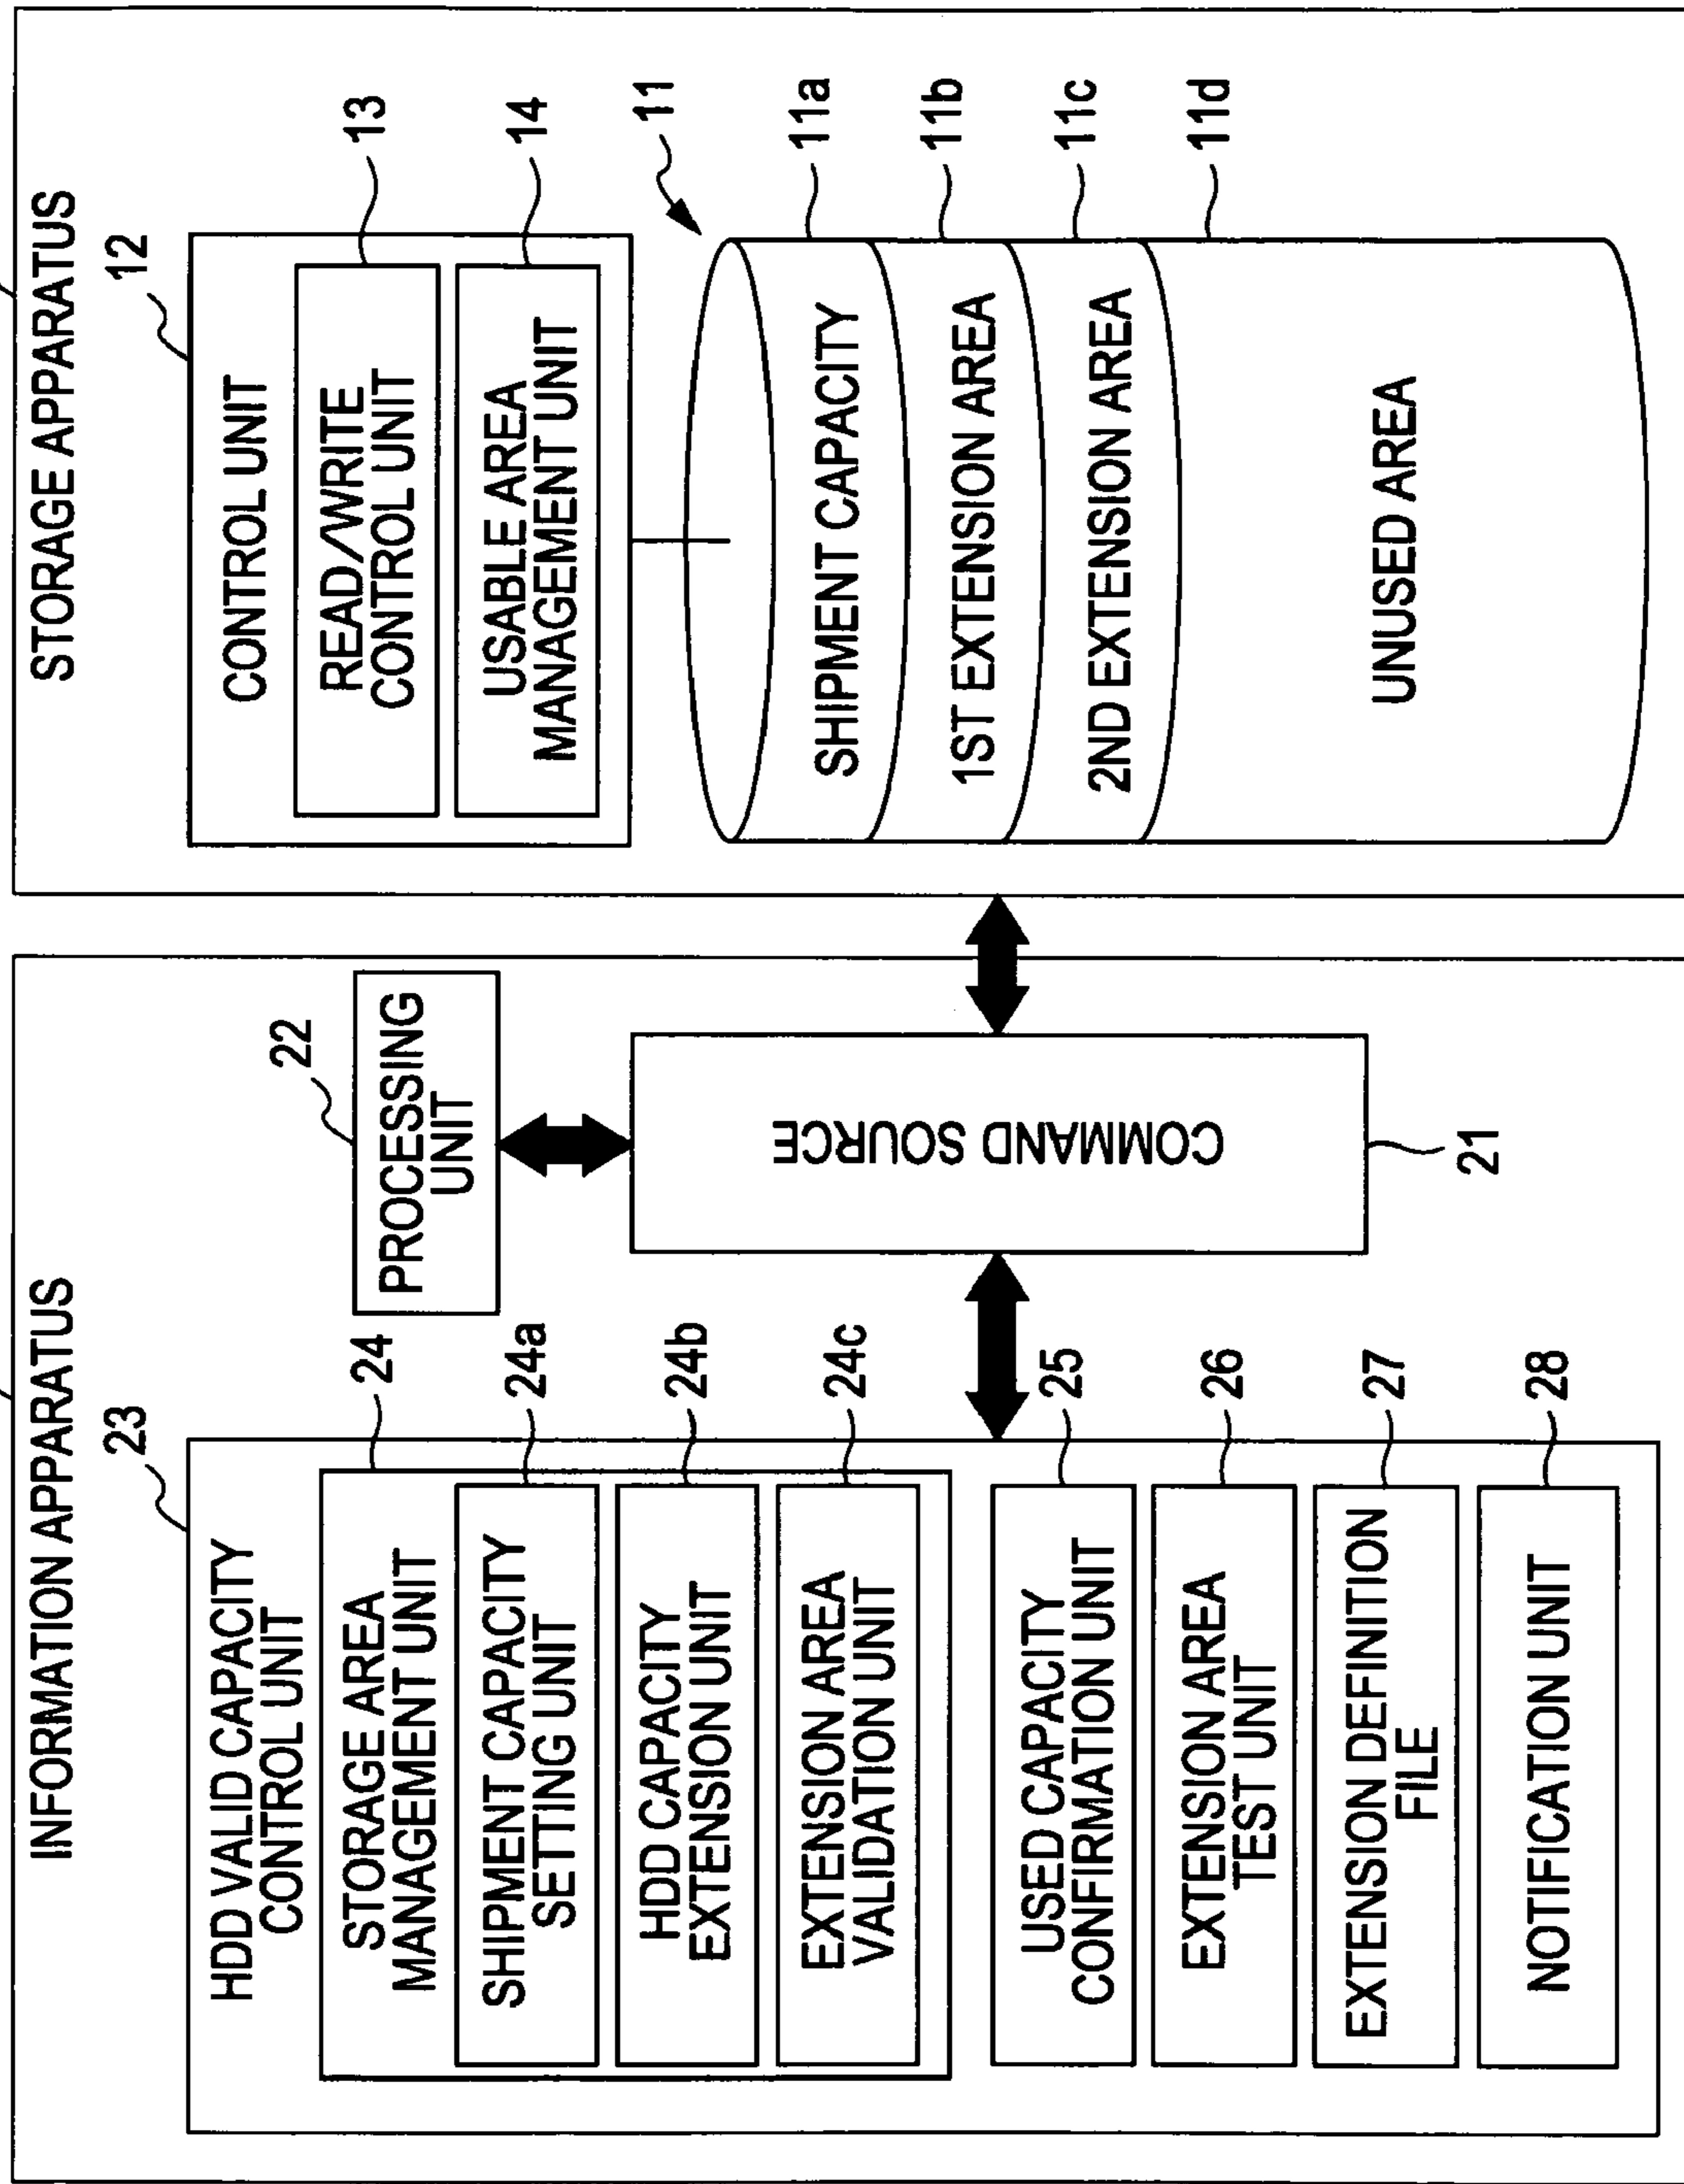 INFORMATION APPARATUS
23
HDD VALID CAPACITY
CONTROL UNIT
24
STORAGE AREA
MANAGEMENT UNIT
24a
SHIPMENT CAPACITY
SETTING UNIT
24b
HDD CAPACITY
EXTENSION UNIT
24c
EXTENSION AREA
VALIDATION UNIT
25
USED CAPACITY
CONFIRMATION UNIT
26
EXTENSION AREA
TEST UNIT
27
EXTENSION DEFINITION
FILE
28
NOTIFICATION UNIT
22
PROCESSING
UNIT
COMMAND SOURCE
21
STORAGE APPARATUS
12
CONTROL UNIT
13
READ/WRITE
CONTROL UNIT
14
USABLE AREA
MANAGEMENT UNIT
11
11a
SHIPMENT CAPACITY
11b
1ST EXTENSION AREA
11c
2ND EXTENSION AREA
11d
UNUSED AREA